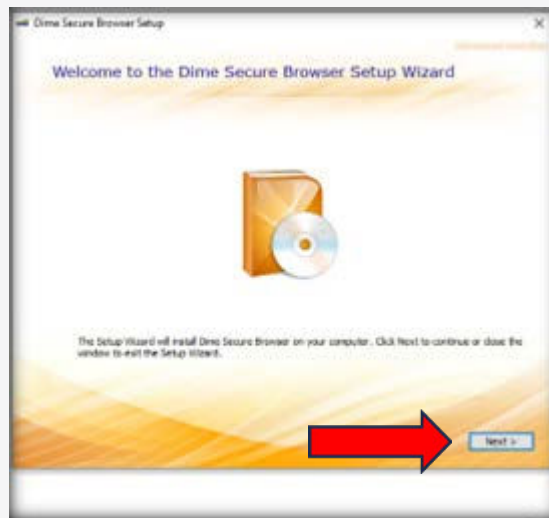 Dime Secure Browser Setup
Welcome to the Dime Secure Browser Setup Wizard
The Setup Wizard will install Dime Secure Browser on your computer. Click Next to continue or close the
window to exit the Setup Wizard.
Next >